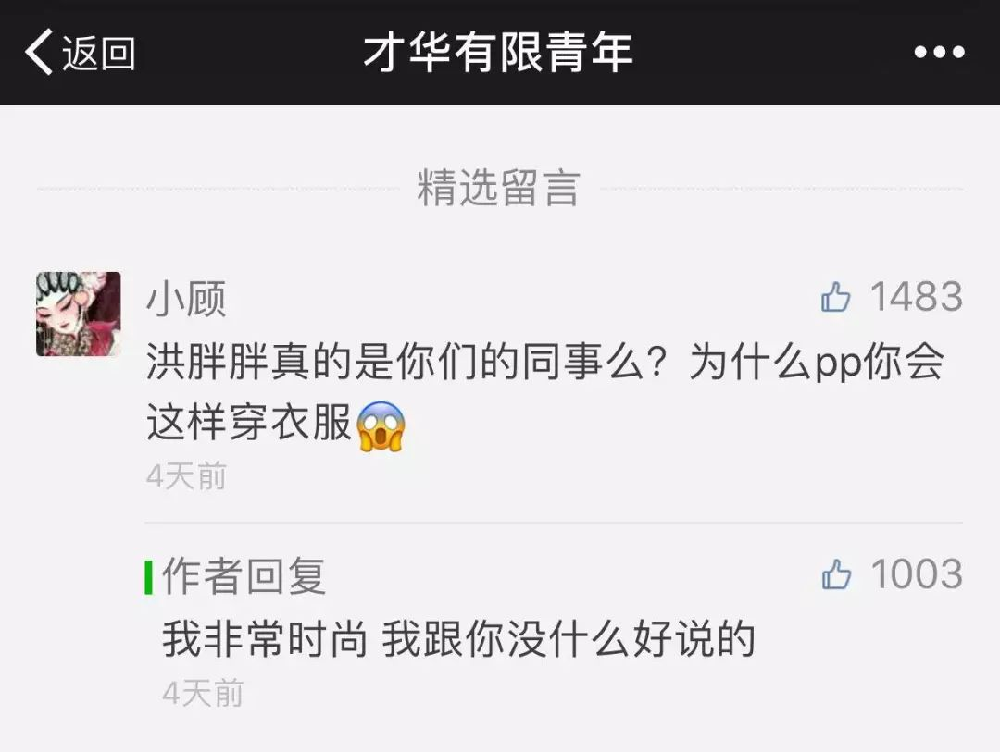 返回
才华有限青年
精选留言
小顾
1483
洪胖胖真的是你们的同事么？为什么pp你会
这样穿衣服😱
4天前
作者回复
1003
我非常时尚 我跟你没什么好说的
4天前